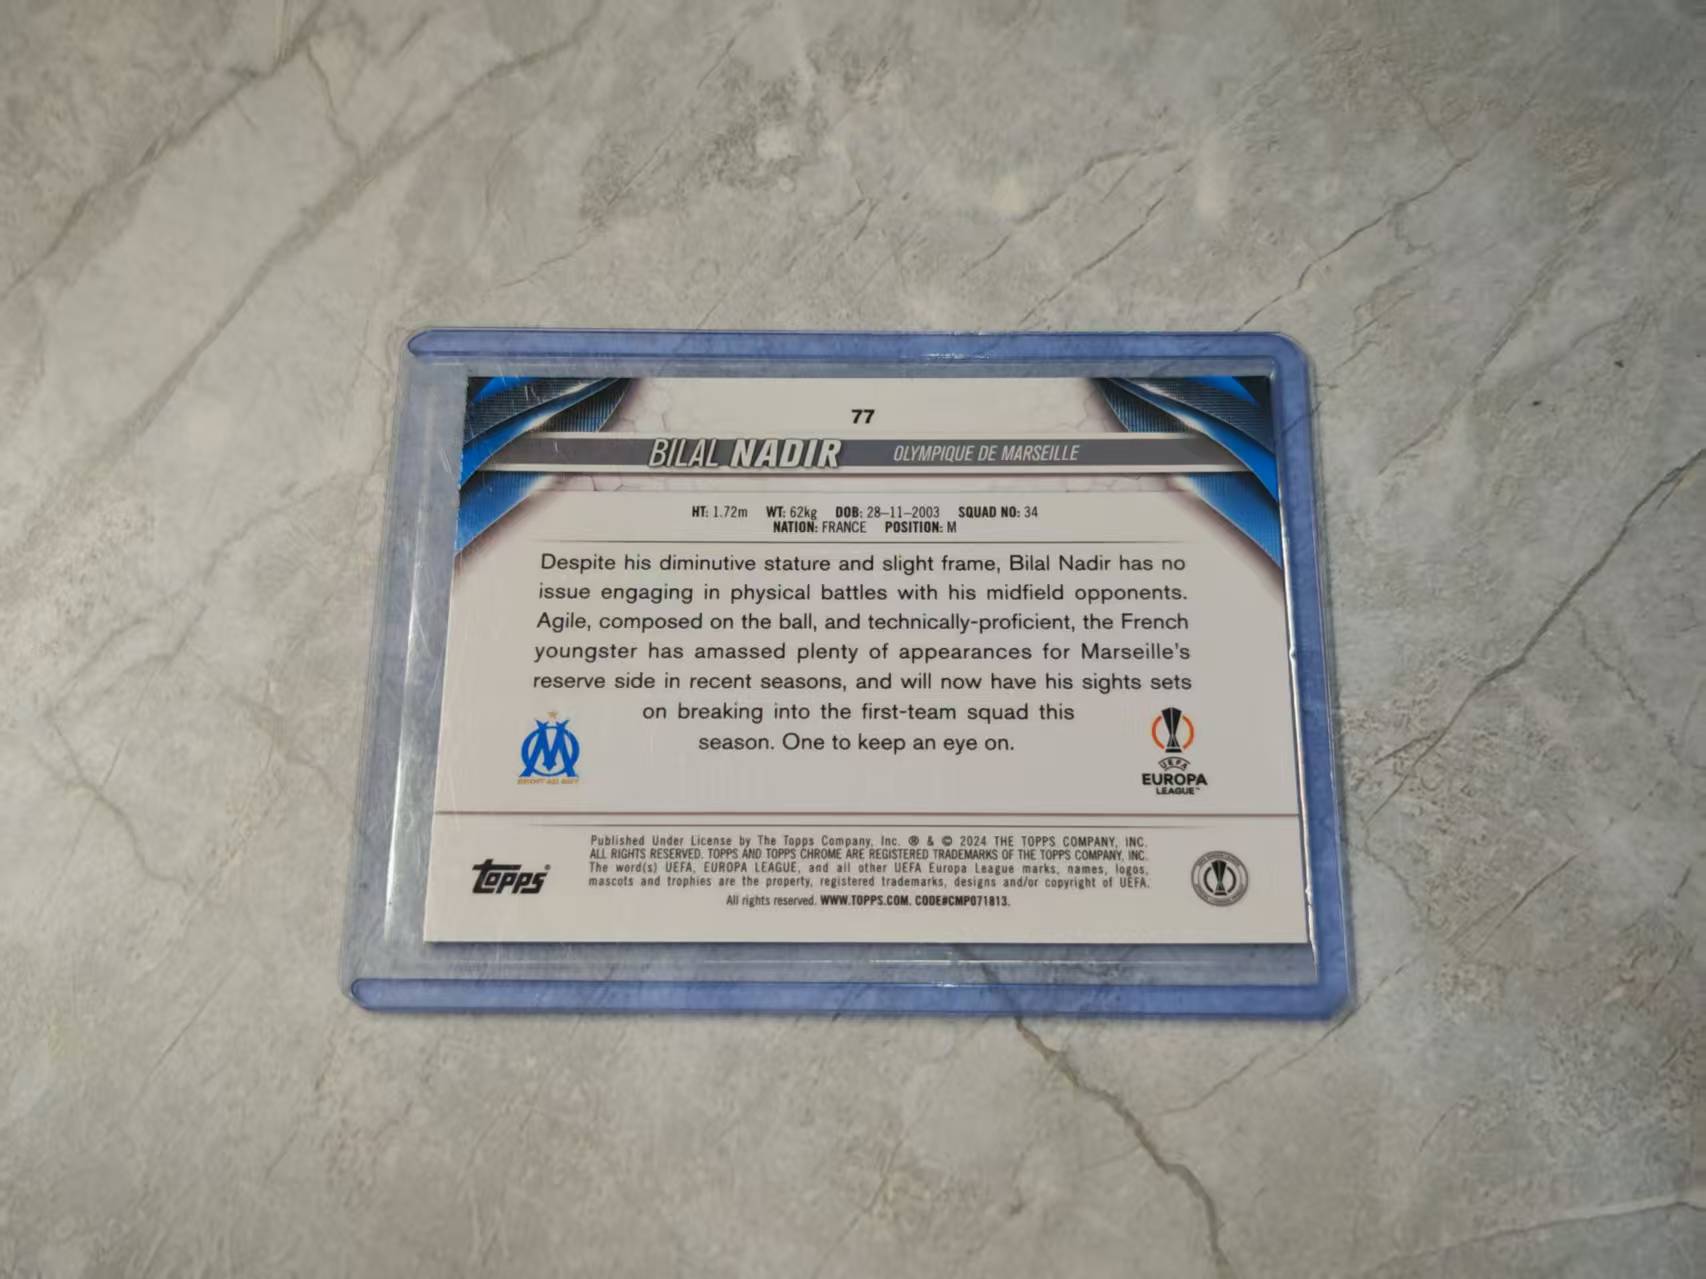 77
BILAL NADIR OLYMPIQUE DE MARSEILLE
HT: 1.72m WT: 62kg DOB: 28-11-2003 SQUAD NO: 34
NATION: FRANCE POSITION: M
Despite his diminutive stature and slight frame, Bilal Nadir has no
issue engaging in physical battles with his midfield opponents.
Agile, composed on the ball, and technically-proficient, the French
youngster has amassed plenty of appearances for Marseille's
reserve side in recent seasons, and will now have his sights sets
on breaking into the first-team squad this
season. One to keep an eye on.
UEFA
EUROPA
LEAGUE™
Published Under License by The Topps Company, Inc. ® & © 2024 THE TOPPS COMPANY, INC.
ALL RIGHTS RESERVED. TOPPS AND TOPPS CHROME ARE REGISTERED TRADEMARKS OF THE TOPPS COMPANY, INC.
The word(s) UEFA, EUROPA LEAGUE, and all other UEFA Europa League marks, names, logos,
mascots and trophies are the property, registered trademarks, designs and/or copyright of UEFA.
All rights reserved. WWW.TOPPS.COM. CODE#CMP071813.
topps®